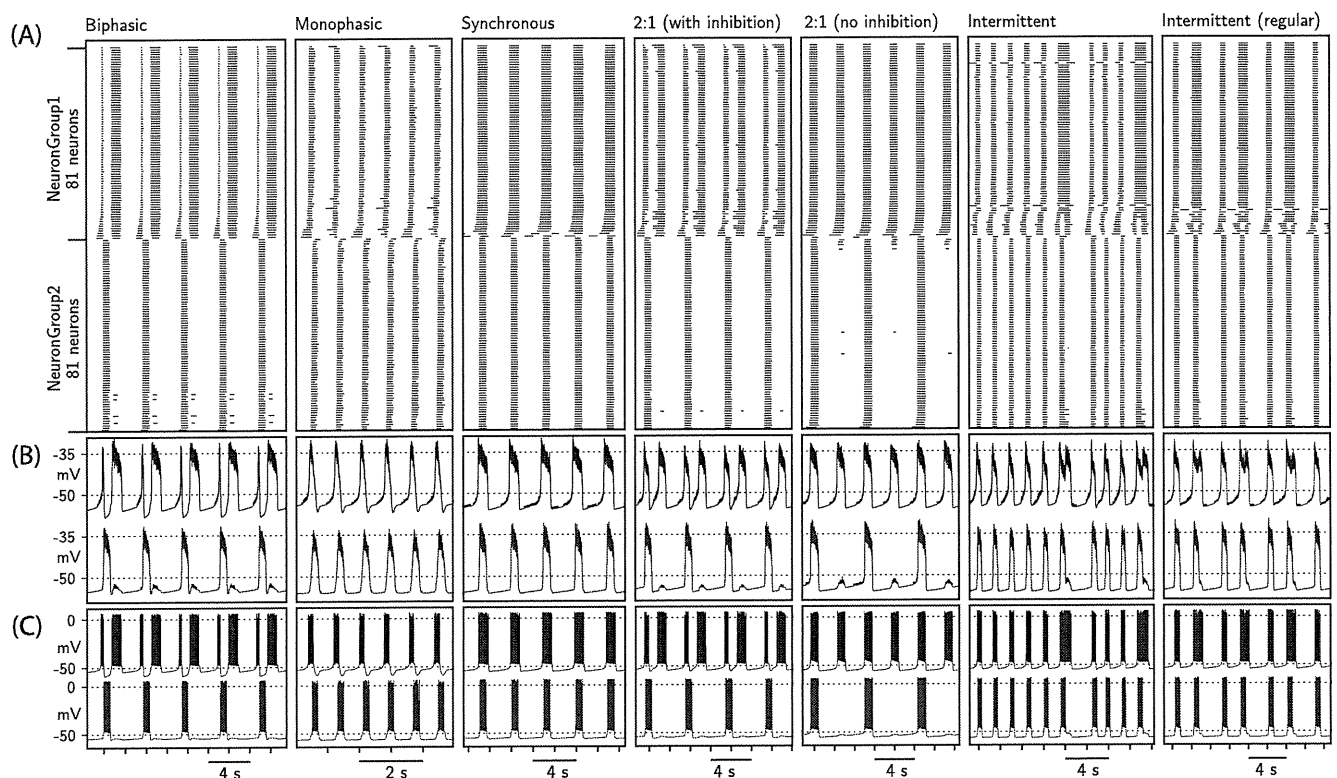 Biphasic
Monophasic
Synchronous
2:1 (with inhibition)
2:1 (no inhibition)
Intermittent
Intermittent (regular)
(A)
NeuronGroup1
81 neurons
NeuronGroup2
81 neurons
(B)
-35
mV
-50
-35
mV
-50
(C)
0
mV
-50
0
mV
-50
4 s
2 s
4 s
4 s
4 s
4 s
4 s